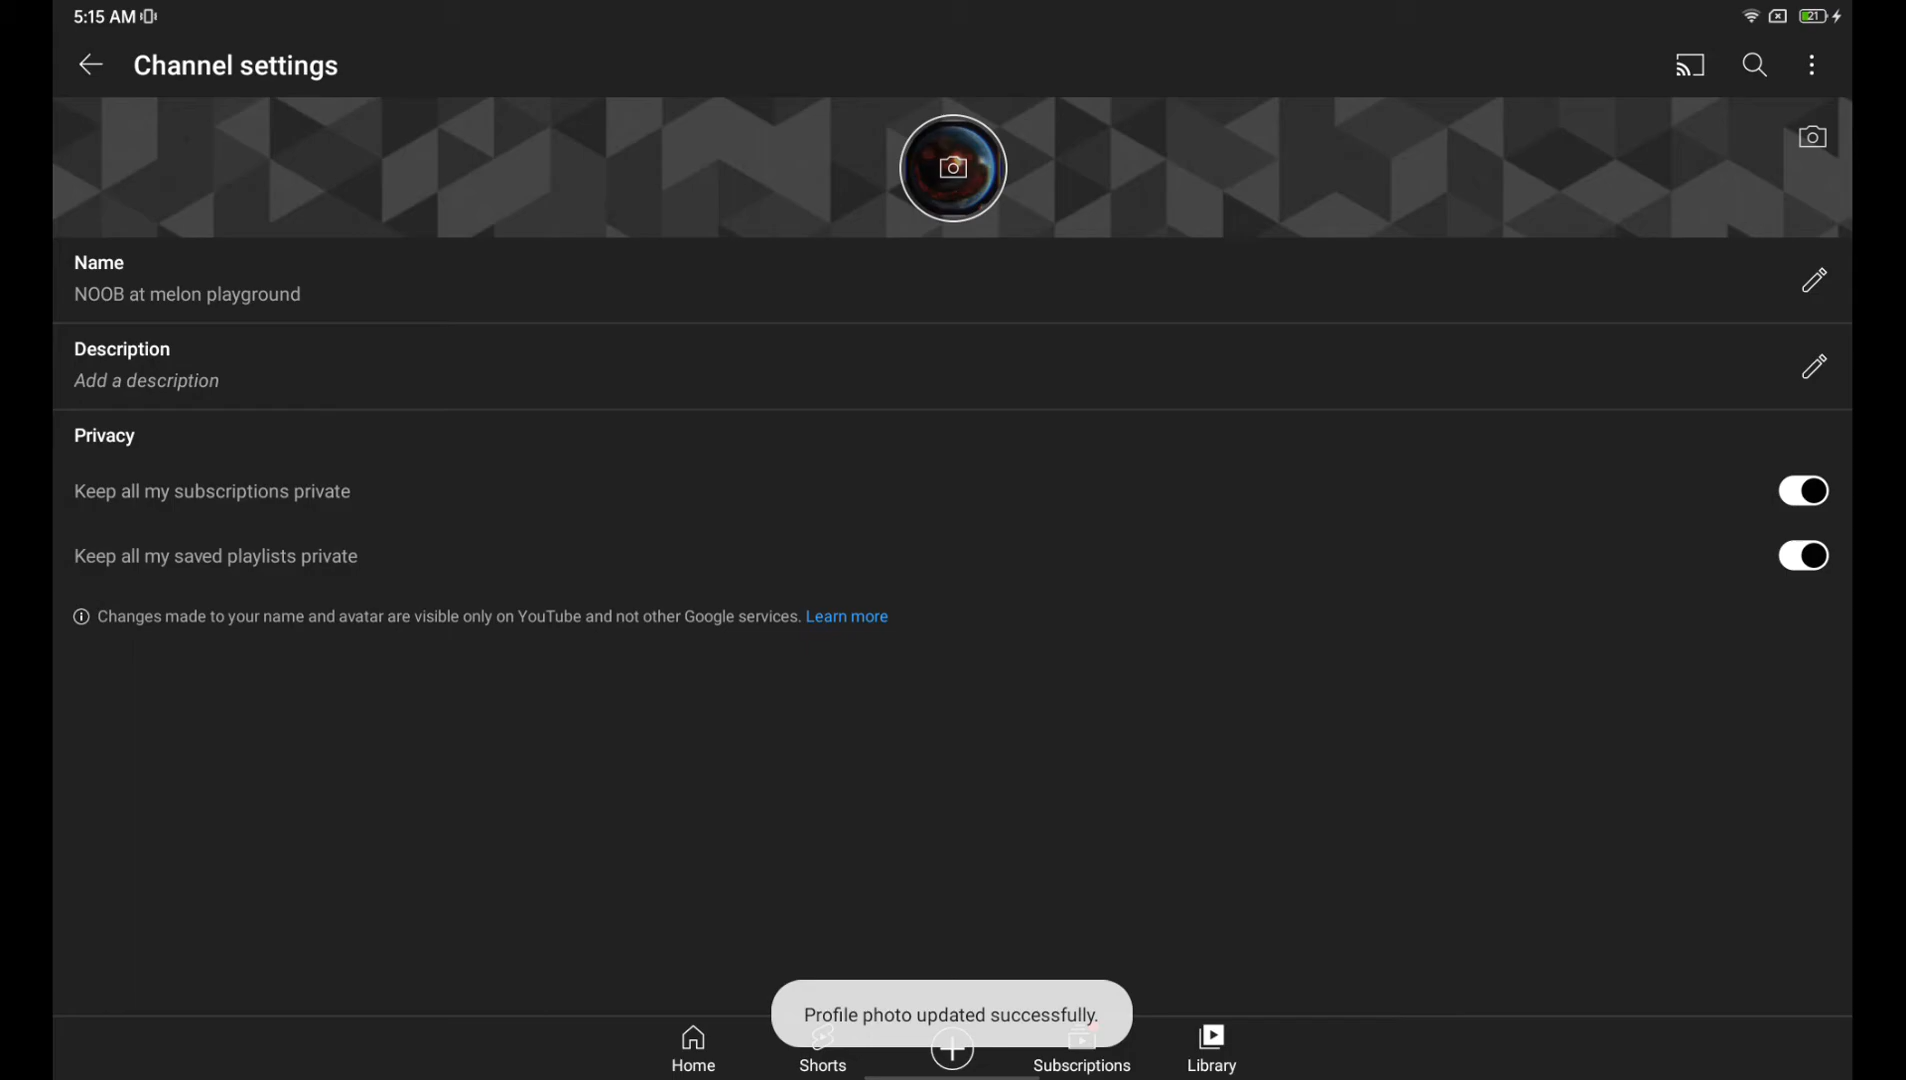 5:15 AM
21
Channel settings
Name
NOOB at melon playground
Description
Add a description
Privacy
Keep all my subscriptions private
Keep all my saved playlists private
Changes made to your name and avatar are visible only on YouTube and not other Google services. Learn more
Profile photo updated successfully.
Home
Shorts
Subscriptions
Library